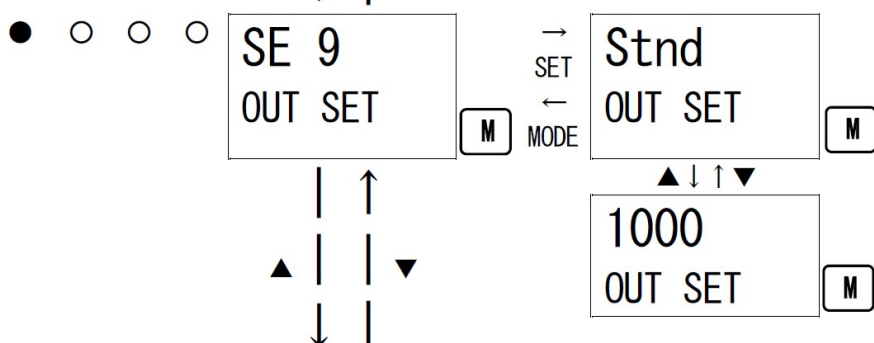 ● ○ ○ ○
SE 9
OUT SET
M
→
SET
←
MODE
Stnd
OUT SET
M
▲↓↑▼
1000
OUT SET
M
▲ ↓ ↑ ▼